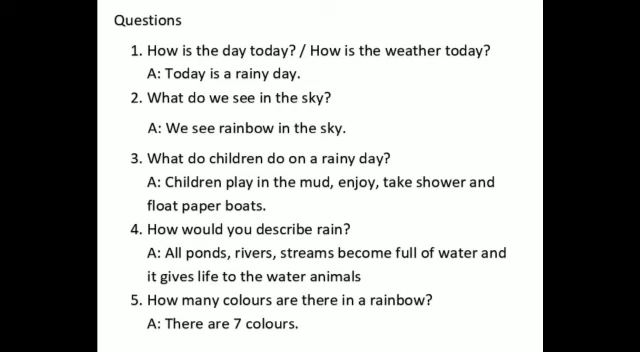 Questions
1. How is the day today? / How is the weather today?
A: Today is a rainy day.
2. What do we see in the sky?
A: We see rainbow in the sky.
3. What do children do on a rainy day?
A: Children play in the mud, enjoy, take shower and
float paper boats.
4. How would you describe rain?
A: All ponds, rivers, streams become full of water and
it gives life to the water animals
5. How many colours are there in a rainbow?
A: There are 7 colours.